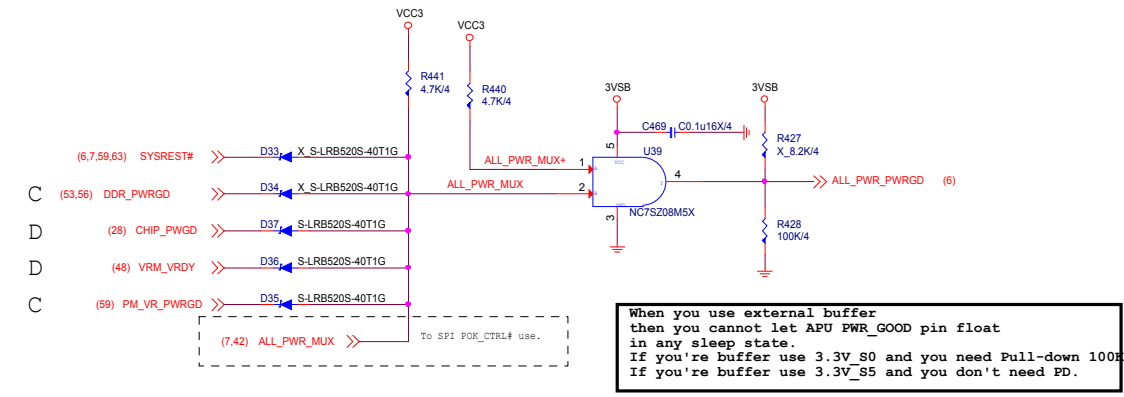 VCC3
VCC3
R441
4.7K/4
R440
4.7K/4
3VSB
3VSB
C469 C0.1u16X/4
R427
X_8.2K/4
U39
5
VCC
(6,7,59,63) SYSREST#
D33 X_S-LRB520S-40T1G
ALL_PWR_MUX+
1
C (53,56) DDR_PWRGD
D34 X_S-LRB520S-40T1G
ALL_PWR_MUX
2
4
ALL_PWR_PWRGD (6)
NC7SZ08M5X
3
R428
100K/4
D (28) CHIP_PWGD
D37 S-LRB520S-40T1G
D (48) VRM_VRDY
D36 S-LRB520S-40T1G
C (59) PM_VR_PWRGD
D35 S-LRB520S-40T1G
(7,42) ALL_PWR_MUX
To SPI POK_CTRL# use.
When you use external buffer
then you cannot let APU PWR_GOOD pin float
in any sleep state.
If you're buffer use 3.3V_S0 and you need Pull-down 100K
If you're buffer use 3.3V_S5 and you don't need PD.